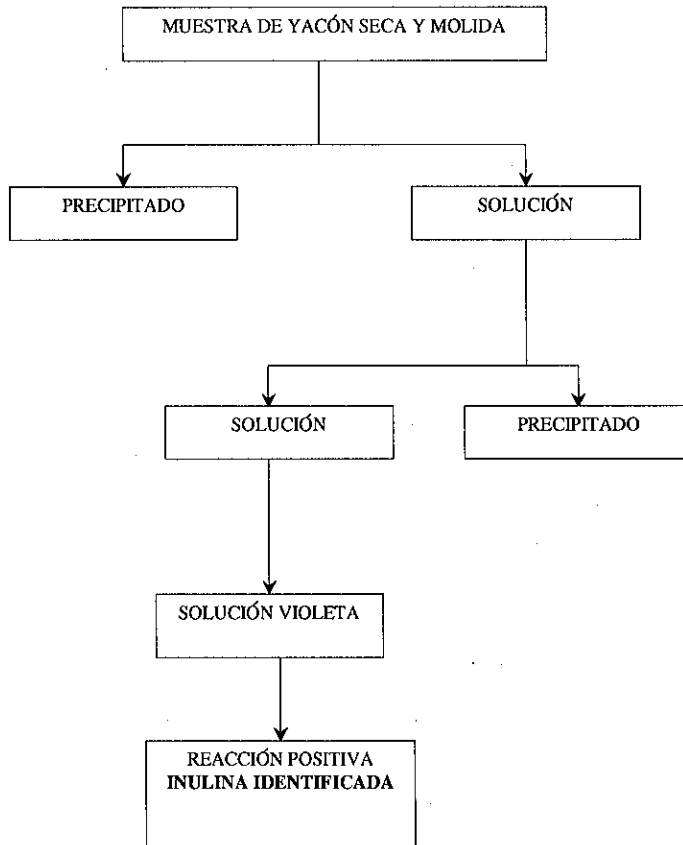 MUESTRA DE YACÓN SECA Y MOLIDA
PRECIPITADO
SOLUCIÓN
SOLUCIÓN
PRECIPITADO
SOLUCIÓN VIOLETA
REACCIÓN POSITIVA
INULINA IDENTIFICADA